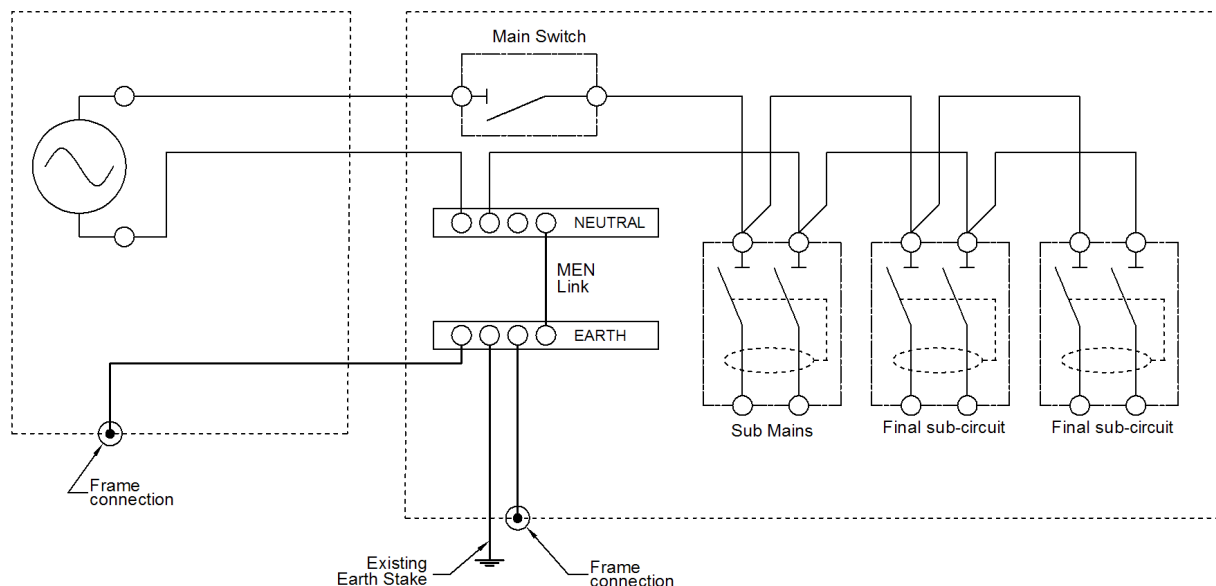 Main Switch
NEUTRAL
MEN
Link
EARTH
Sub Mains
Final sub-circuit
Final sub-circuit
Frame
connection
Existing
Earth Stake
Frame
connection